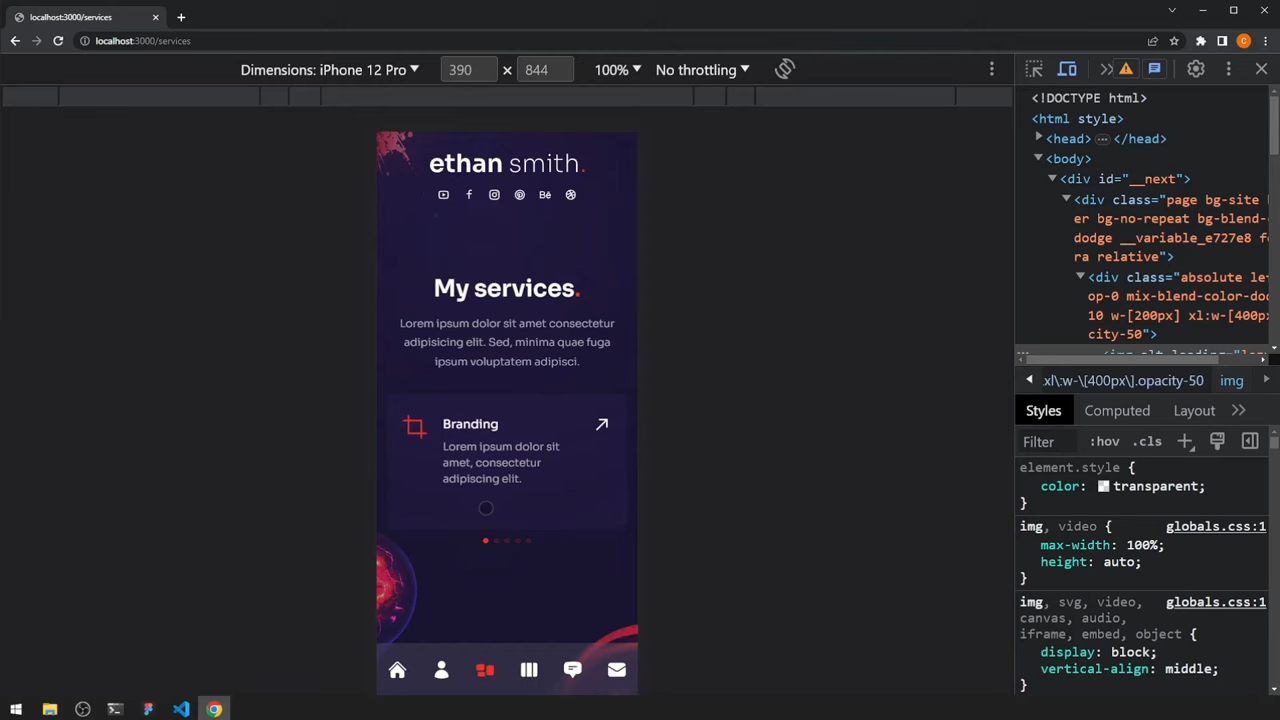 localhost:3000/services
localhost:3000/services
Dimensions: iPhone 12 Pro 390 × 844 100% No throttling
ethan smith.
Bē
My services.
Lorem ipsum dolor sit amet consectetur
adipisicing elit. Sed, minima quae fuga
ipsum voluptatem adipisci.
Branding
Lorem ipsum dolor sit
amet, consectetur
adipiscing elit.
<!DOCTYPE html>
<html style>
<head> … </head>
<body>
<div id="__next">
<div class="page bg-site
er bg-no-repeat bg-blend-
dodge __variable_e727e8 f
ra relative">
<div class="absolute le
op-0 mix-blend-color-do
10 w-[200px] xl:w-[400p
city-50">
.xl\:w-\[400px\].opacity-50 img
Styles Computed Layout
Filter :hov .cls
element.style {
color: transparent;
}
img, video { globals.css:1
max-width: 100%;
height: auto;
}
img, svg, video, globals.css:1
canvas, audio,
iframe, embed, object {
display: block;
vertical-align: middle;
}